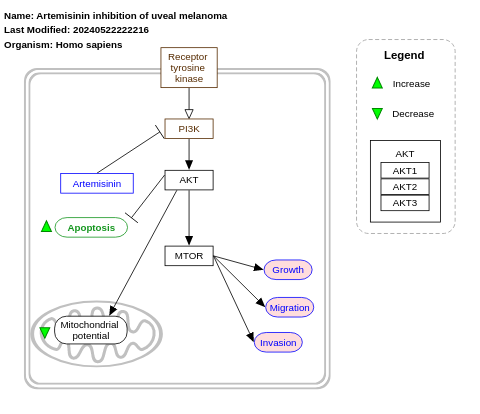 Name: Artemisinin inhibition of uveal melanoma
Last Modified: 20240522222216
Organism: Homo sapiens
Receptor
tyrosine
kinase
PI3K
Artemisinin
AKT
Apoptosis
MTOR
Growth
Migration
Invasion
Mitochondrial
potential
Legend
Increase
Decrease
AKT
AKT1
AKT2
AKT3